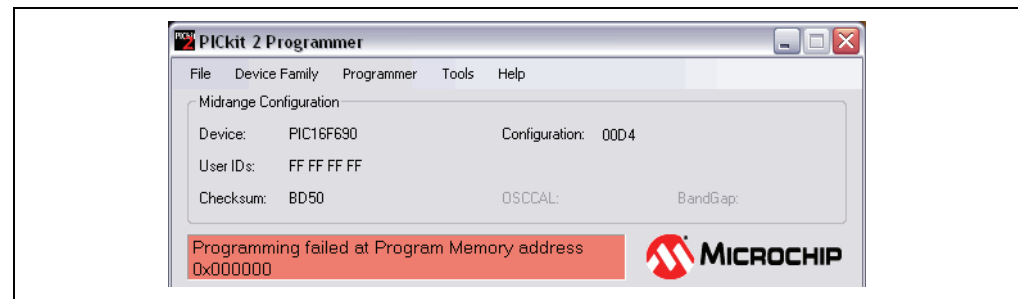 PICkit 2 Programmer
File Device Family Programmer Tools Help
Midrange Configuration
Device: PIC16F690 Configuration: 00D4
User IDs: FF FF FF FF
Checksum: BD50 OSCCAL: BandGap:
Programming failed at Program Memory address
0x000000
MICROCHIP